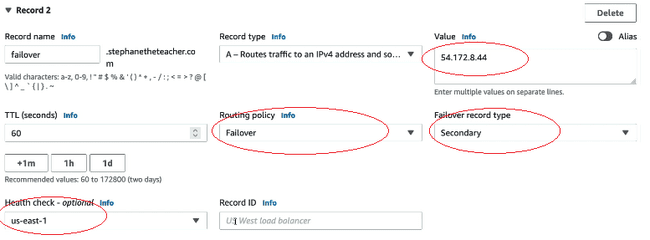 ▼ Record 2
Delete
Record name Info
Record type Info
Value Info
Alias
failover
.stephanetheteacher.co
m
A – Routes traffic to an IPv4 address and so...
54.172.8.44
Valid characters: a-z, 0-9, ! " # $ % & ' ( ) * + , - / : ; < = > ? @ [
\ ] ^ _ ` { | } . ~
Enter multiple values on separate lines.
TTL (seconds) Info
Routing policy Info
Failover record type Info
60
Failover
Secondary
+1m
1h
1d
Recommended values: 60 to 172800 (two days)
Health check - optional Info
Record ID Info
us-east-1
US West load balancer